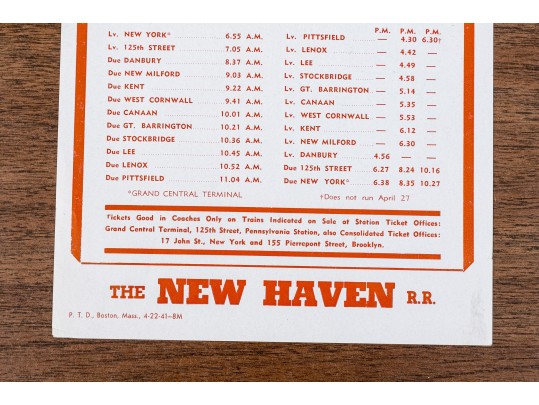 P.M. P.M. P.M.
Lv. NEW YORK* 6.55 A.M.
Lv. 125th STREET 7.05 A.M.
Due DANBURY 8.37 A.M.
Due NEW MILFORD 9.03 A.M.
Due KENT 9.22 A.M.
Due WEST CORNWALL 9.41 A.M.
Due CANAAN 10.01 A.M.
Due GT. BARRINGTON 10.21 A.M.
Due STOCKBRIDGE 10.36 A.M.
Due LEE 10.45 A.M.
Due LENOX 10.52 A.M.
Due PITTSFIELD 11.04 A.M.
*GRAND CENTRAL TERMINAL
Lv. PITTSFIELD — 4.30 6.30†
Lv. LENOX — 4.42 —
Lv. LEE — 4.49 —
Lv. STOCKBRIDGE — 4.58 —
Lv. GT. BARRINGTON — 5.14 —
Lv. CANAAN — 5.35 —
Lv. WEST CORNWALL — 5.53 —
Lv. KENT — 6.12 —
Lv. NEW MILFORD — 6.30 —
Lv. DANBURY 4.56 — —
Due 125th STREET 6.27 8.24 10.16
Due NEW YORK* 6.38 8.35 10.27
†Does not run April 27
Tickets Good in Coaches Only on Trains Indicated on Sale at Station Ticket Offices:
Grand Central Terminal, 125th Street, Pennsylvania Station, also Consolidated Ticket Offices:
17 John St., New York and 155 Pierrepont Street, Brooklyn.
THE NEW HAVEN R.R.
P. T. D., Boston, Mass., 4-22-41—8M